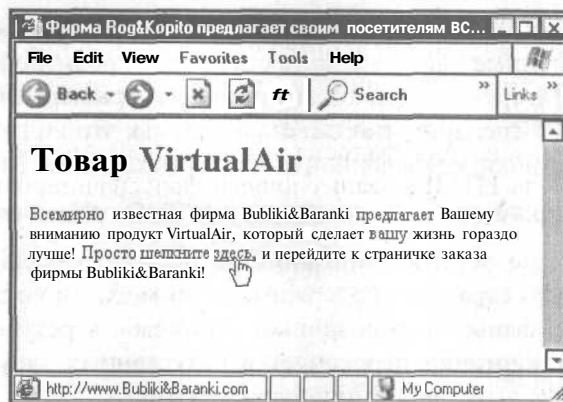 Фирма Rog&Kopito предлагает своим посетителям ВС...
File Edit View Favorites Tools Help
Back Search » Links »
Товар VirtualAir
Всемирно известная фирма Bubliki&Baranki предлагает Вашему
вниманию продукт VirtualAir, который сделает вашу жизнь гораздо
лучше! Просто щелкните здесь, и перейдите к страничке заказа
фирмы Bubliki&Baranki!
http://www.Bubliki&Baranki.com My Computer